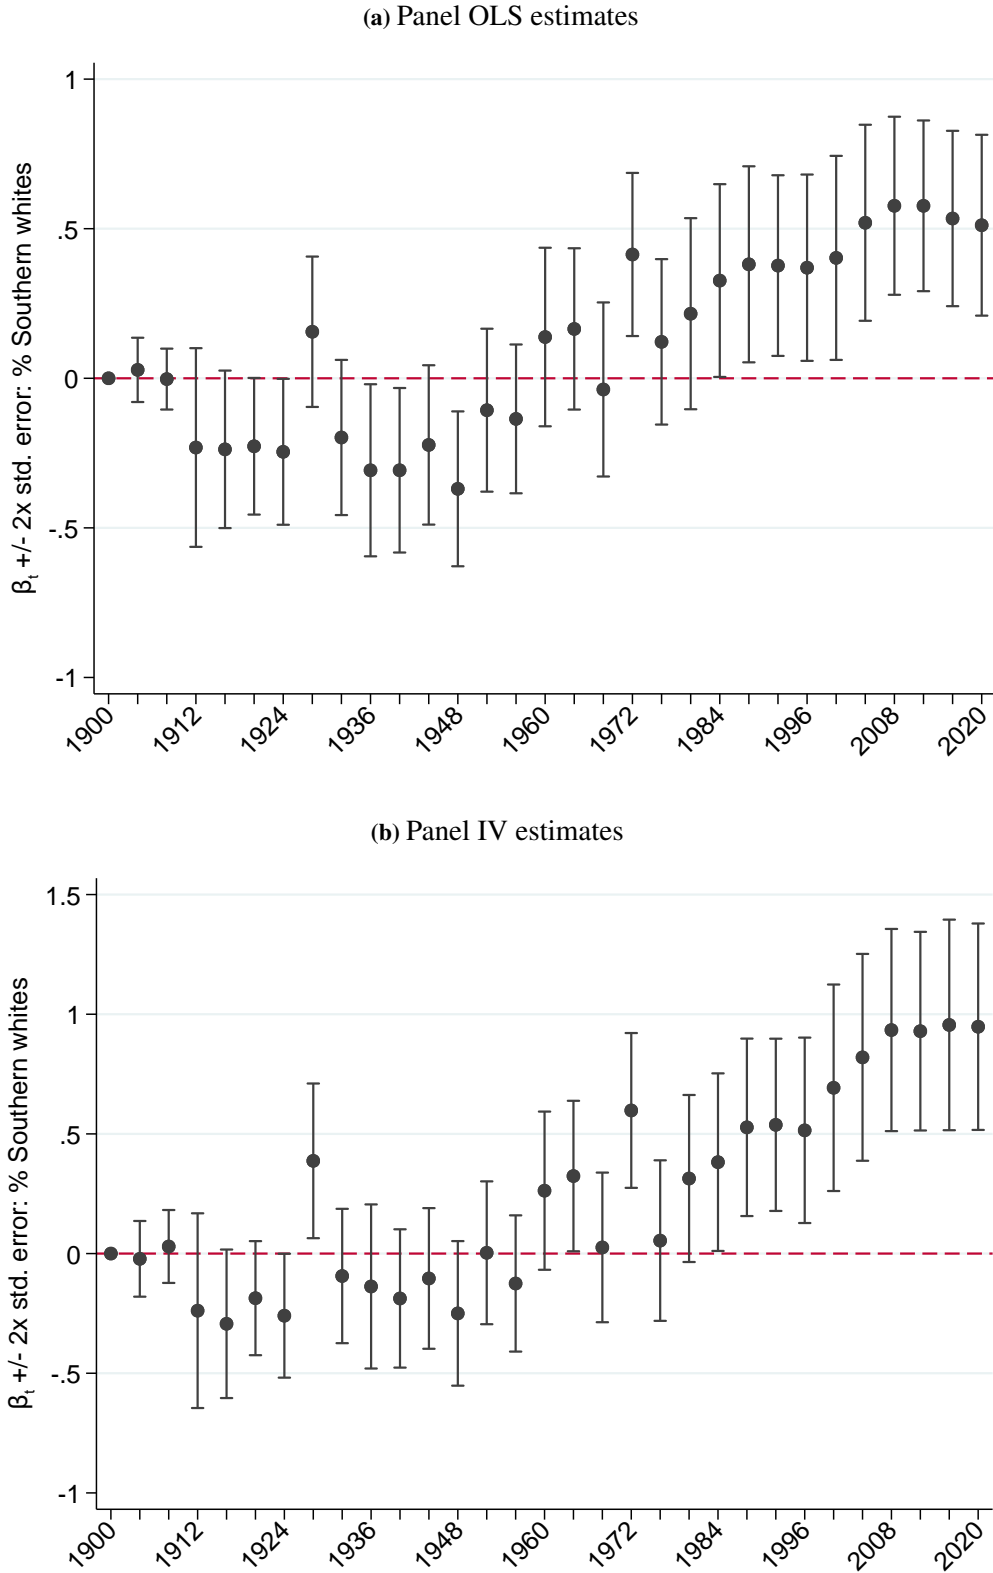 (a) Panel OLS estimates
βt +/- 2x std. error: % Southern whites
1
.5
0
-.5
-1
1900 1912 1924 1936 1948 1960 1972 1984 1996 2008 2020
(b) Panel IV estimates
βt +/- 2x std. error: % Southern whites
1.5
1
.5
0
-.5
-1
1900 1912 1924 1936 1948 1960 1972 1984 1996 2008 2020